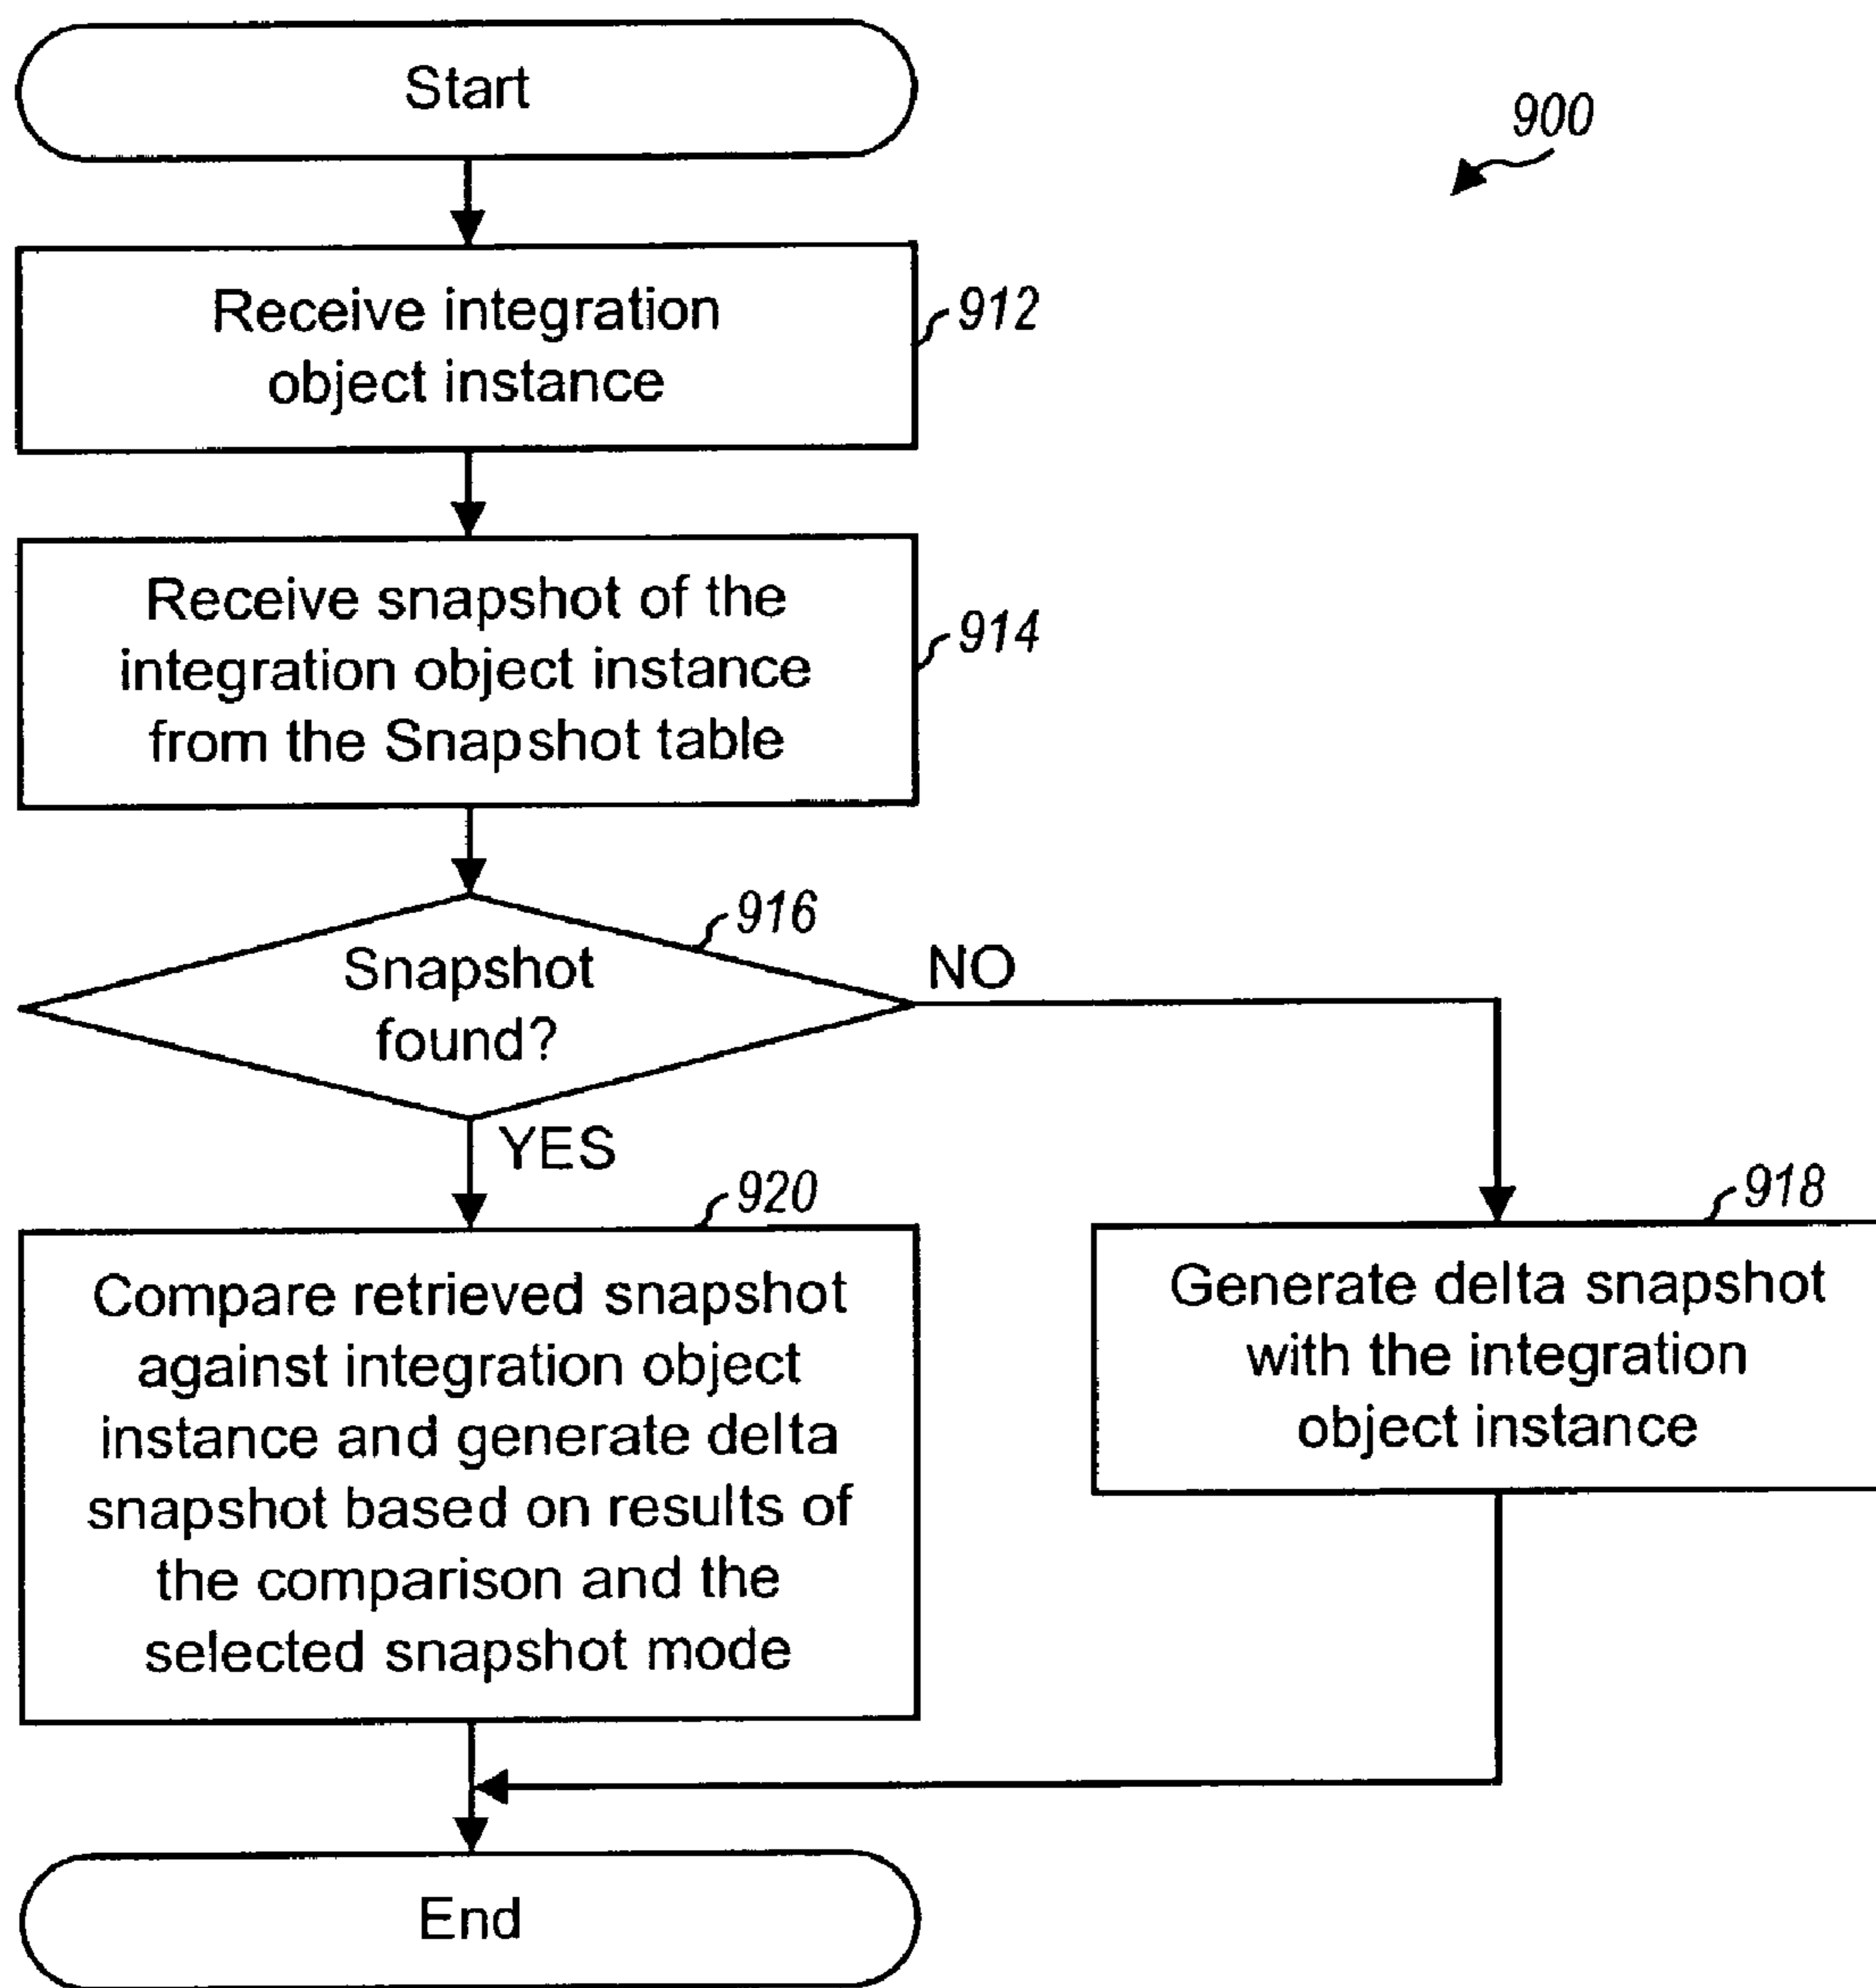 Start
900
Receive integration
object instance
912
Receive snapshot of the
integration object instance
from the Snapshot table
914
916
Snapshot
found?
NO
YES
920
Compare retrieved snapshot
against integration object
instance and generate delta
snapshot based on results of
the comparison and the
selected snapshot mode
918
Generate delta snapshot
with the integration
object instance
End